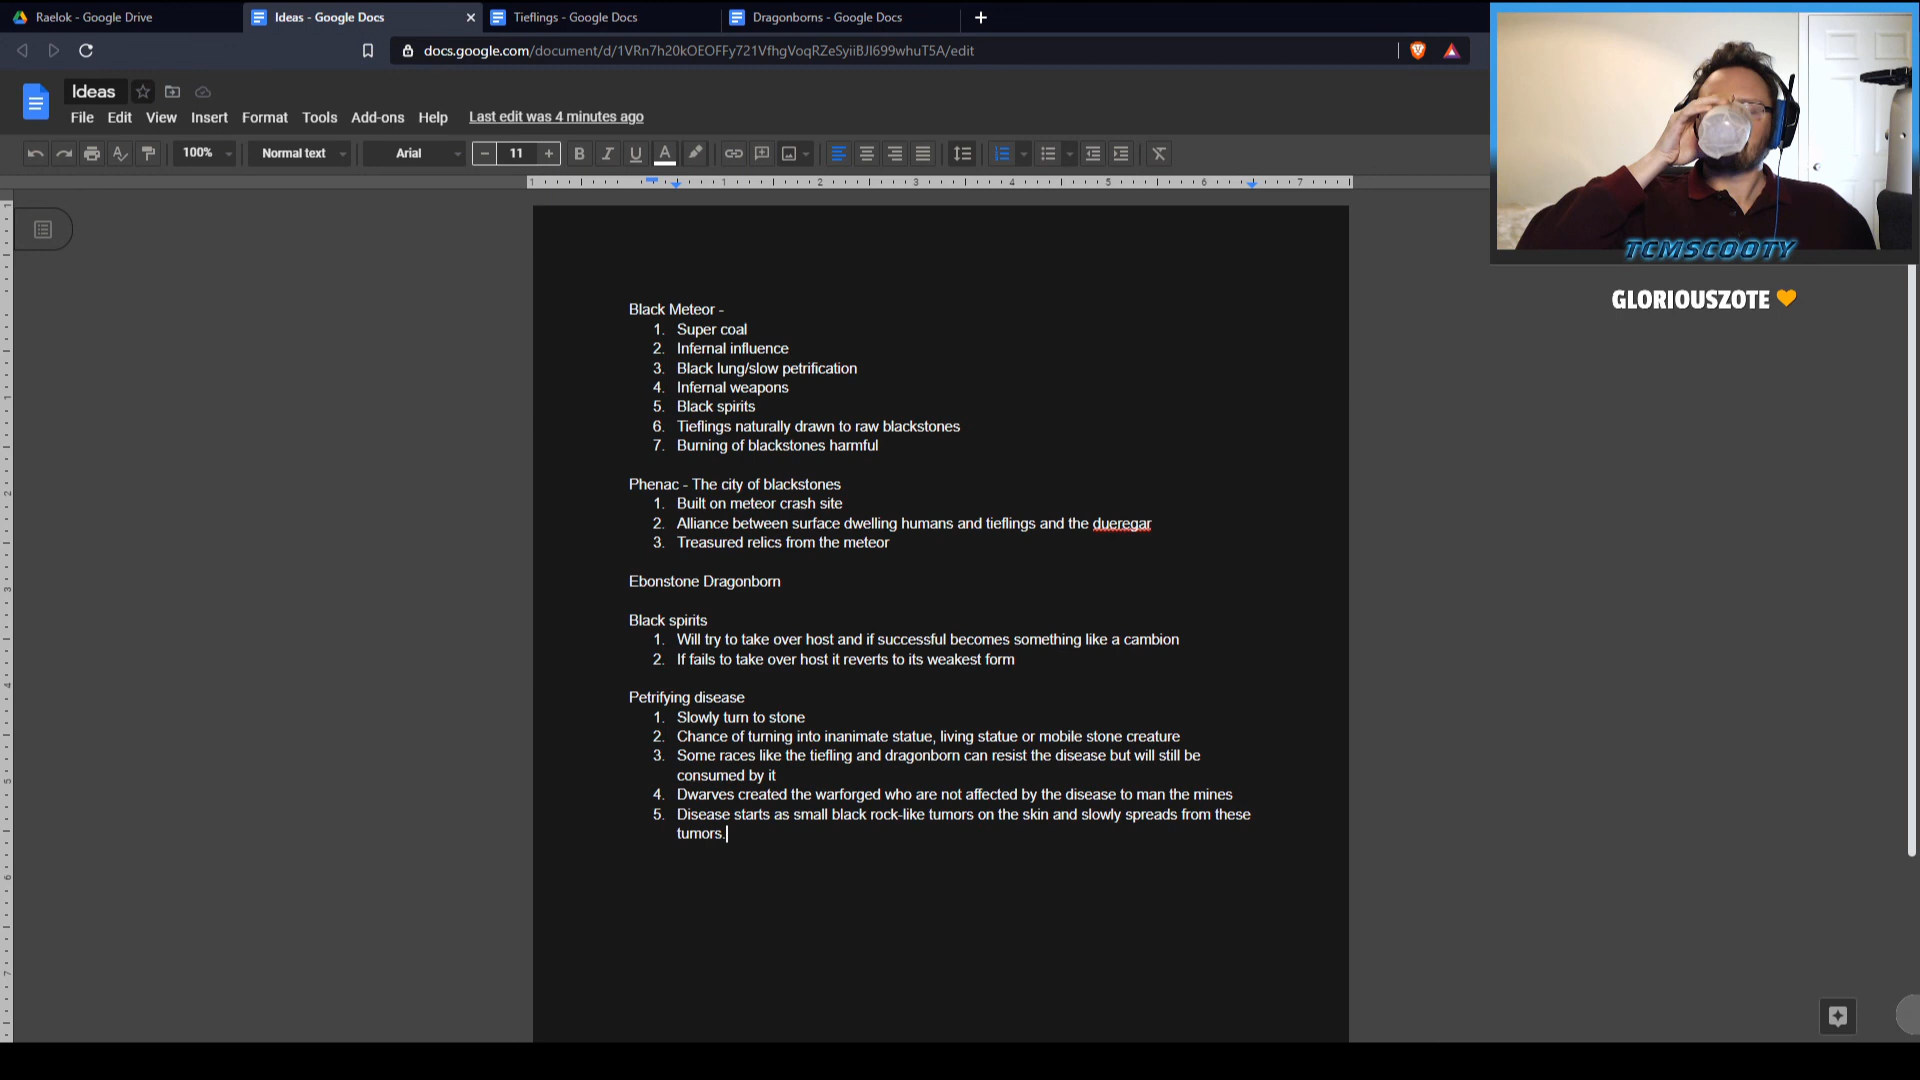 Raelok - Google Drive
Ideas - Google Docs
Tieflings - Google Docs
Dragonborns - Google Docs
docs.google.com/document/d/1VRn7h20kOEOFFy721VfhgVoqRZeSyiiBJl699whuT5A/edit
Ideas
File Edit View Insert Format Tools Add-ons Help Last edit was 4 minutes ago
100% Normal text Arial 11 B I U A
1 1 2 3 4 5 6 7
Black Meteor -
1. Super coal
2. Infernal influence
3. Black lung/slow petrification
4. Infernal weapons
5. Black spirits
6. Tieflings naturally drawn to raw blackstones
7. Burning of blackstones harmful
Phenac - The city of blackstones
1. Built on meteor crash site
2. Alliance between surface dwelling humans and tieflings and the dueregar
3. Treasured relics from the meteor
Ebonstone Dragonborn
Black spirits
1. Will try to take over host and if successful becomes something like a cambion
2. If fails to take over host it reverts to its weakest form
Petrifying disease
1. Slowly turn to stone
2. Chance of turning into inanimate statue, living statue or mobile stone creature
3. Some races like the tiefling and dragonborn can resist the disease but will still be
consumed by it
4. Dwarves created the warforged who are not affected by the disease to man the mines
5. Disease starts as small black rock-like tumors on the skin and slowly spreads from these
tumors.
TCMSCOOTY
GLORIOUSZOTE 🧡